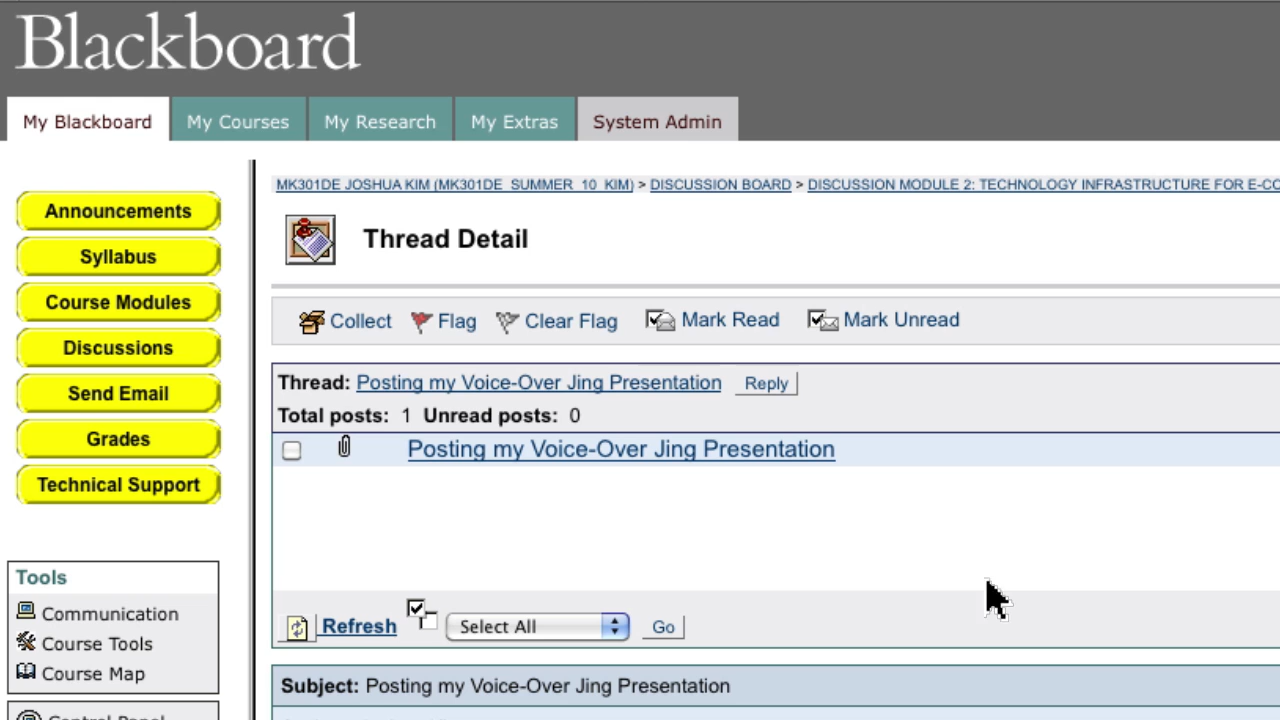 Blackboard
My Blackboard My Courses My Research My Extras System Admin
MK301DE JOSHUA KIM (MK301DE_SUMMER_10_KIM) > DISCUSSION BOARD > DISCUSSION MODULE 2: TECHNOLOGY INFRASTRUCTURE FOR E-CO
Announcements
Syllabus
Course Modules
Discussions
Send Email
Grades
Technical Support
Tools
Communication
Course Tools
Course Map
Control Panel
Thread Detail
Collect Flag Clear Flag Mark Read Mark Unread
Thread: Posting my Voice-Over Jing Presentation Reply
Total posts: 1 Unread posts: 0
Posting my Voice-Over Jing Presentation
Refresh Select All Go
Subject: Posting my Voice-Over Jing Presentation